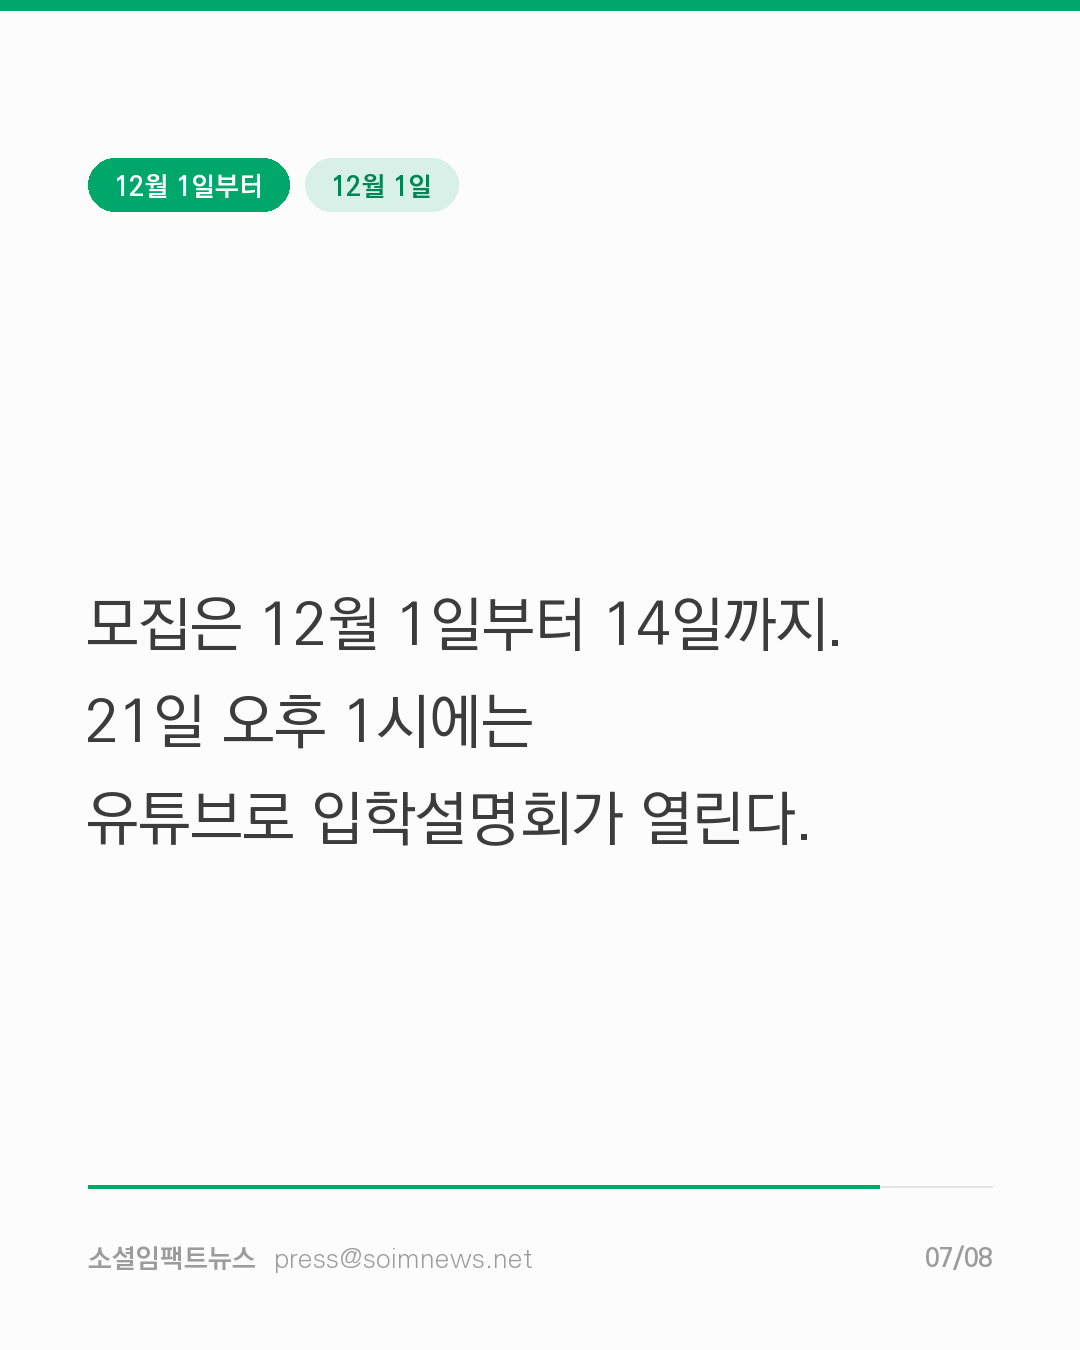 12월 1일부터 12월 1일
모집은 12월 1일부터 14일까지.
21일 오후 1시에는
유튜브로 입학설명회가 열린다.
소셜임팩트뉴스 press@soimnews.net 07/08